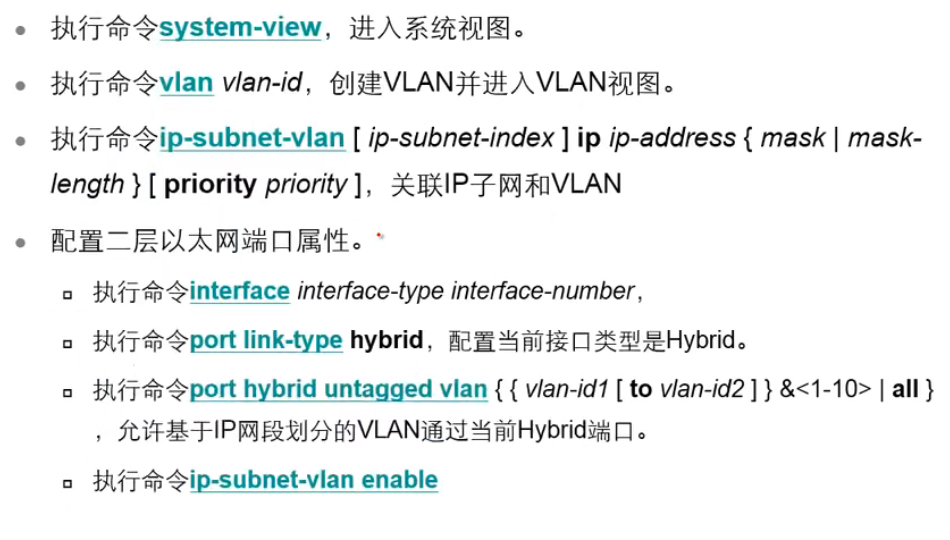 执行命令system-view，进入系统视图。
执行命令vlan vlan-id，创建VLAN并进入VLAN视图。
执行命令ip-subnet-vlan [ ip-subnet-index ] ip ip-address { mask | mask-
length } [ priority priority ]，关联IP子网和VLAN
配置二层以太网端口属性。
执行命令interface interface-type interface-number，
执行命令port link-type hybrid，配置当前接口类型是Hybrid。
执行命令port hybrid untagged vlan { { vlan-id1 [ to vlan-id2 ] } &<1-10> | all }
，允许基于IP网段划分的VLAN通过当前Hybrid端口。
执行命令ip-subnet-vlan enable